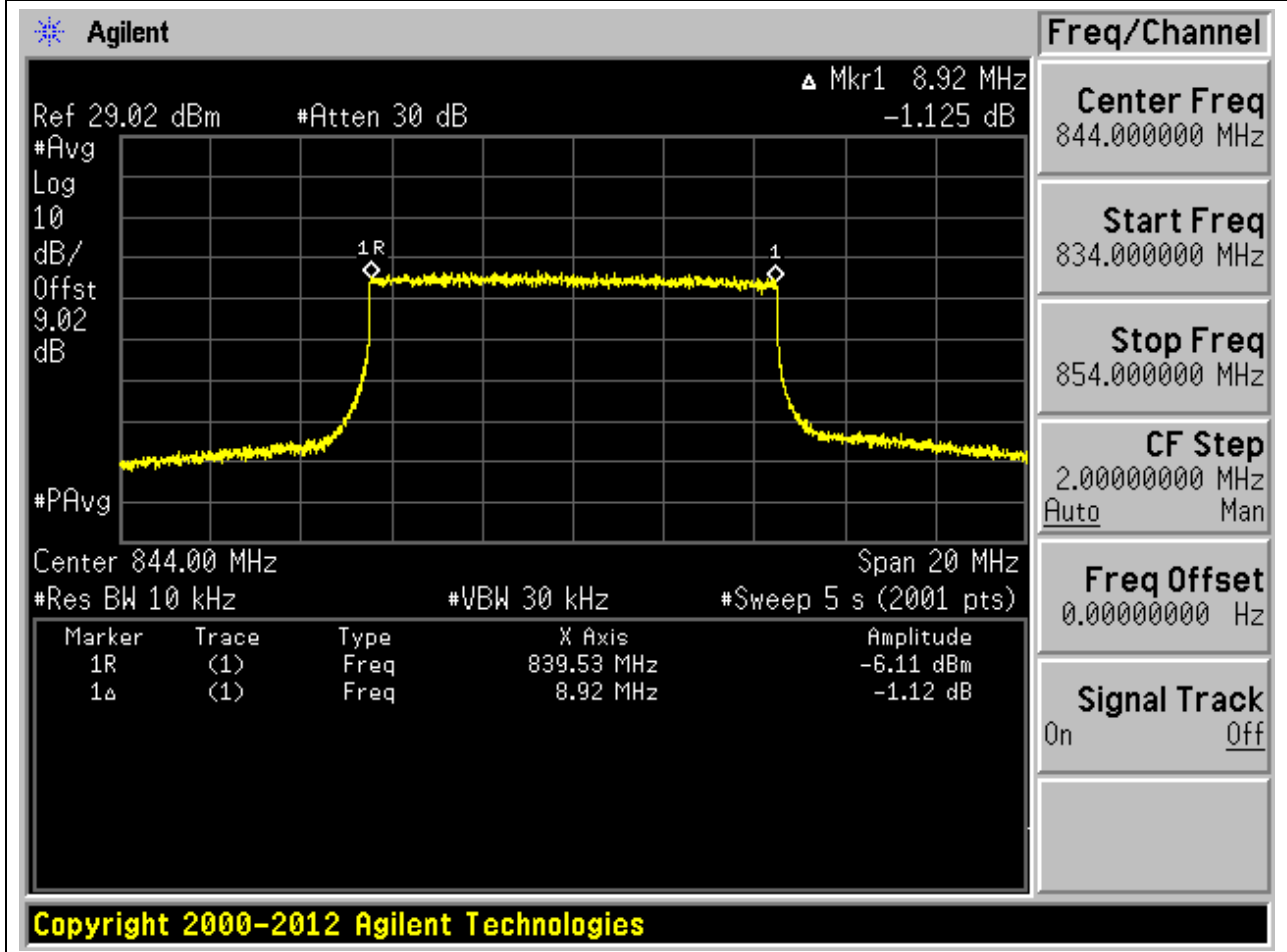 Agilent
Freq/Channel
▵ Mkr1 8.92 MHz
Ref 29.02 dBm #Atten 30 dB -1.125 dB
#Avg
Log
10
dB/
Offst
9.02
dB
1R
1
#PAvg
Center 844.00 MHz Span 20 MHz
#Res BW 10 kHz #VBW 30 kHz #Sweep 5 s (2001 pts)
Marker Trace Type X Axis Amplitude
1R (1) Freq 839.53 MHz -6.11 dBm
1▵ (1) Freq 8.92 MHz -1.12 dB
Center Freq
844.000000 MHz
Start Freq
834.000000 MHz
Stop Freq
854.000000 MHz
CF Step
2.00000000 MHz
Auto Man
Freq Offset
0.00000000 Hz
Signal Track
On Off
Copyright 2000-2012 Agilent Technologies